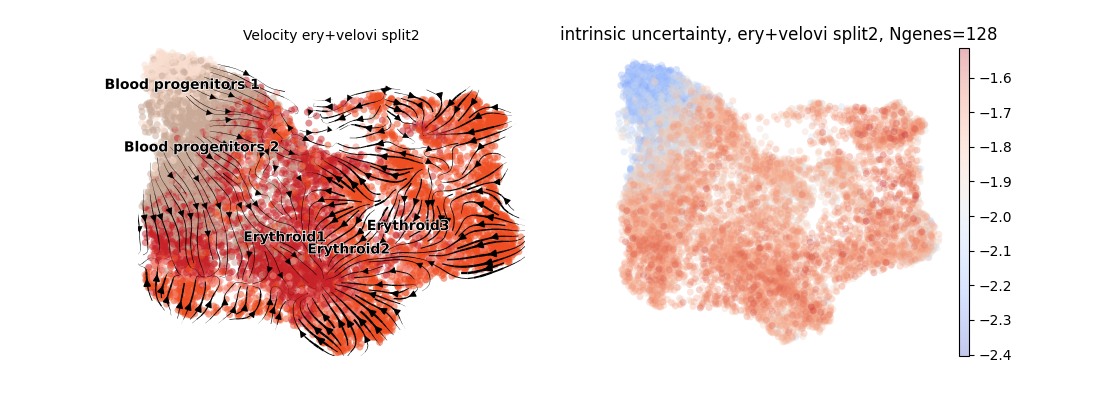 Velocity ery+velovi split2
Blood progenitors 1
Blood progenitors 2
Erythroid3
Erythroid1
Erythroid2
intrinsic uncertainty, ery+velovi split2, Ngenes=128
−1.6
−1.7
−1.8
−1.9
−2.0
−2.1
−2.2
−2.3
−2.4